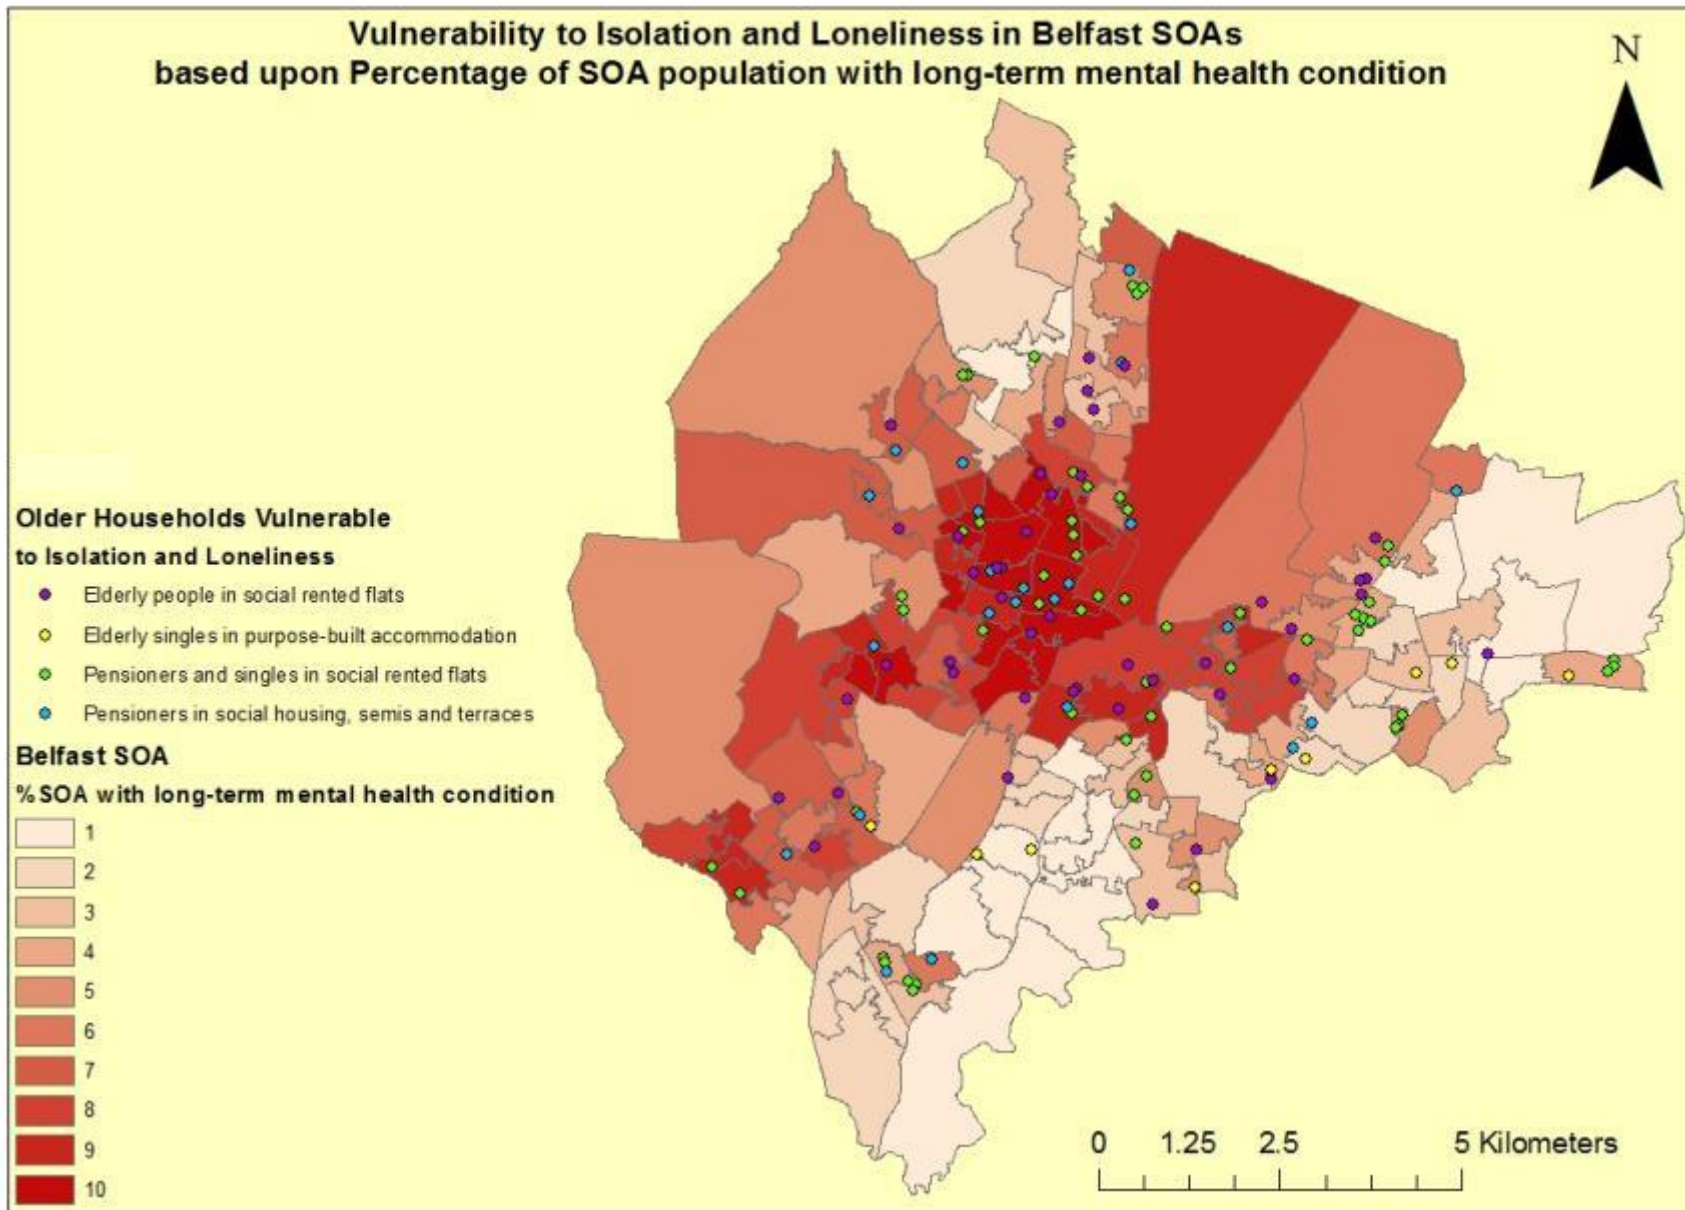 Vulnerability to Isolation and Loneliness in Belfast SOAs
based upon Percentage of SOA population with long-term mental health condition
N
Older Households Vulnerable
to Isolation and Loneliness
Elderly people in social rented flats
Elderly singles in purpose-built accommodation
Pensioners and singles in social rented flats
Pensioners in social housing, semis and terraces
Belfast SOA
%SOA with long-term mental health condition
1
2
3
4
5
6
7
8
9
10
0 1.25 2.5 5 Kilometers